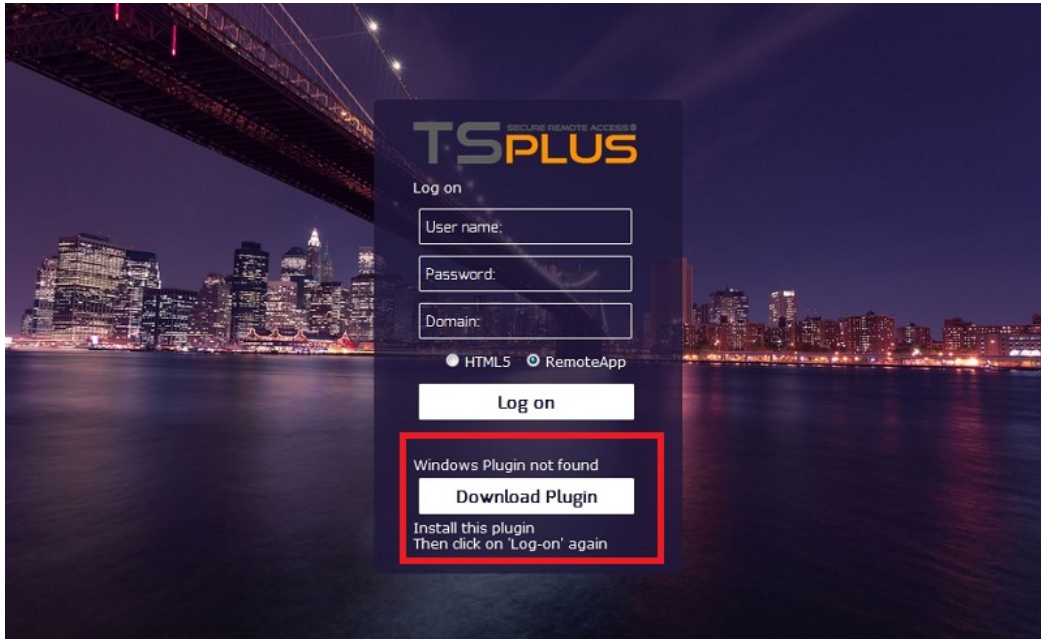 SECURE REMOTE ACCESS®
TSPLUS
Log on
User name:
Password:
Domain:
HTML5 RemoteApp
Log on
Windows Plugin not found
Download Plugin
Install this plugin
Then click on 'Log-on' again